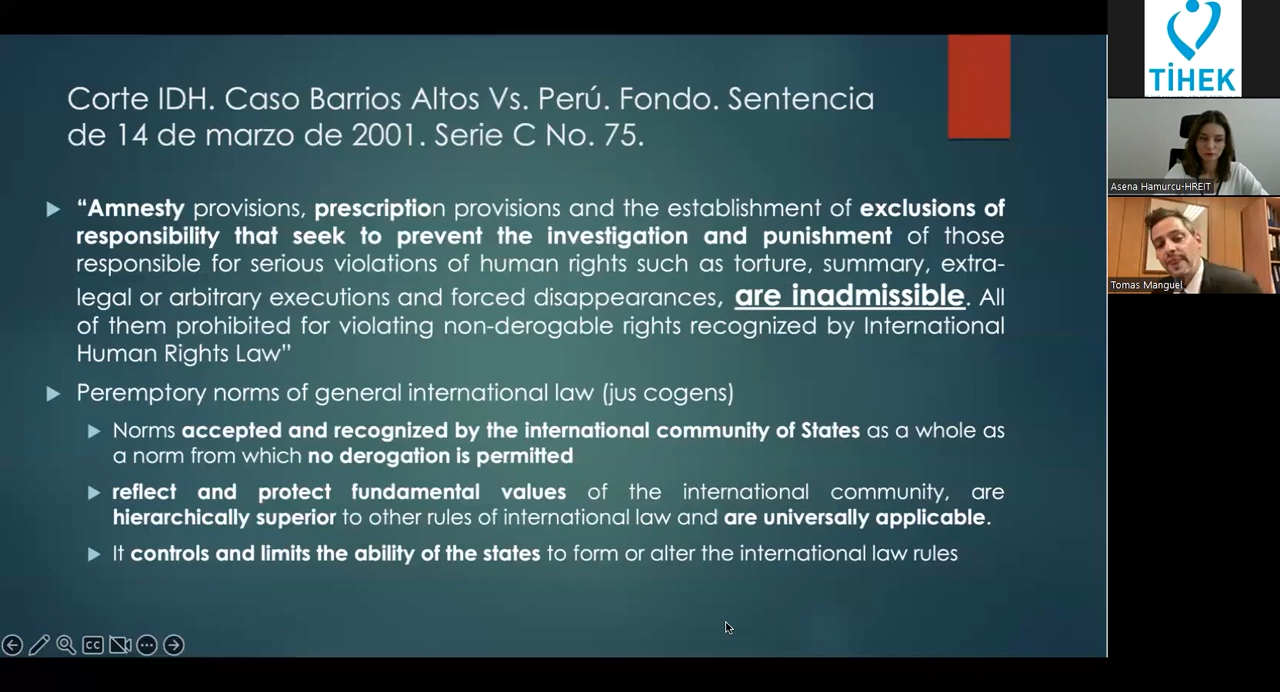 Corte IDH. Caso Barrios Altos Vs. Perú. Fondo. Sentencia
de 14 de marzo de 2001. Serie C No. 75.
“Amnesty provisions, prescription provisions and the establishment of exclusions of
responsibility that seek to prevent the investigation and punishment of those
responsible for serious violations of human rights such as torture, summary, extra-
legal or arbitrary executions and forced disappearances, are inadmissible. All
of them prohibited for violating non-derogable rights recognized by International
Human Rights Law”
Peremptory norms of general international law (jus cogens)
Norms accepted and recognized by the international community of States as a whole as
a norm from which no derogation is permitted
reflect and protect fundamental values of the international community, are
hierarchically superior to other rules of international law and are universally applicable.
It controls and limits the ability of the states to form or alter the international law rules
CC
TİHEK
Asena Hamurcu-HREIT
Tomas Manguel